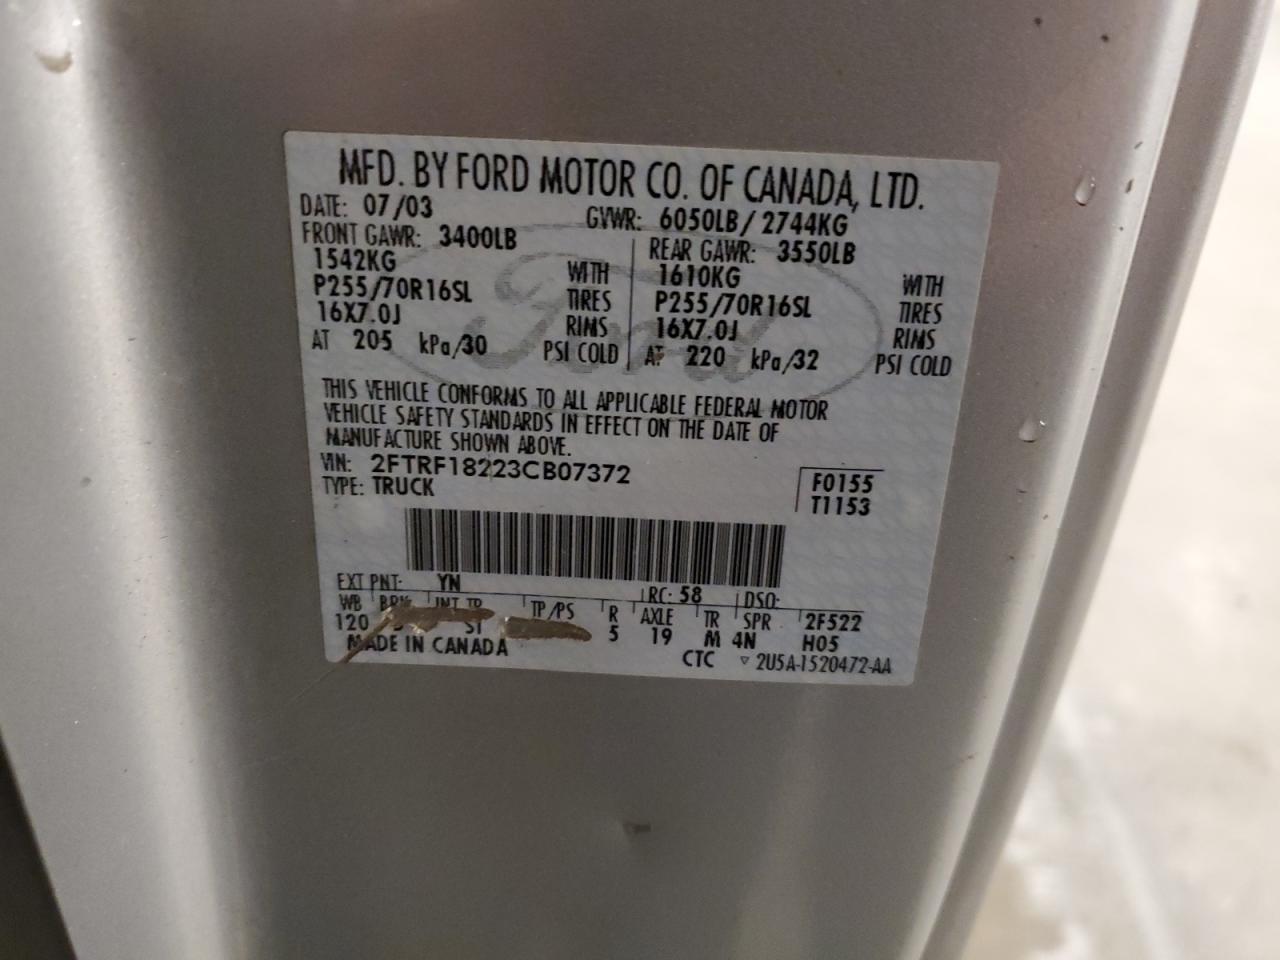 MFD. BY FORD MOTOR CO. OF CANADA, LTD.
DATE: 07/03 GVWR: 6050LB/ 2744KG
FRONT GAWR: 3400LB REAR GAWR: 3550LB
1542KG WITH 1610KG WITH
P255/70R16SL TIRES P255/70R16SL TIRES
16X7.0J RIMS 16X7.0J RIMS
AT 205 kPa/30 PSI COLD AT 220 kPa/32 PSI COLD
Ford
THIS VEHICLE CONFORMS TO ALL APPLICABLE FEDERAL MOTOR
VEHICLE SAFETY STANDARDS IN EFFECT ON THE DATE OF
MANUFACTURE SHOWN ABOVE.
VIN: 2FTRF18223CB07372 F0155
TYPE: TRUCK T1153
EXT PNT: YN RC: 58 DSO:
WB BRK INT TR TP/PS R AXLE TR SPR 2F522
120 5 19 M 4N H05
MADE IN CANADA CTC ▽ 2U5A-1520472-AA